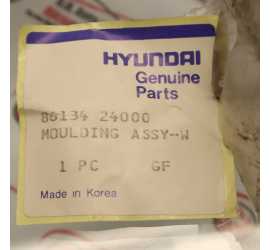 HYUNDAI
Genuine
Parts
86134 24000
MOULDING ASSY-W
1 PC GF
Made in Korea